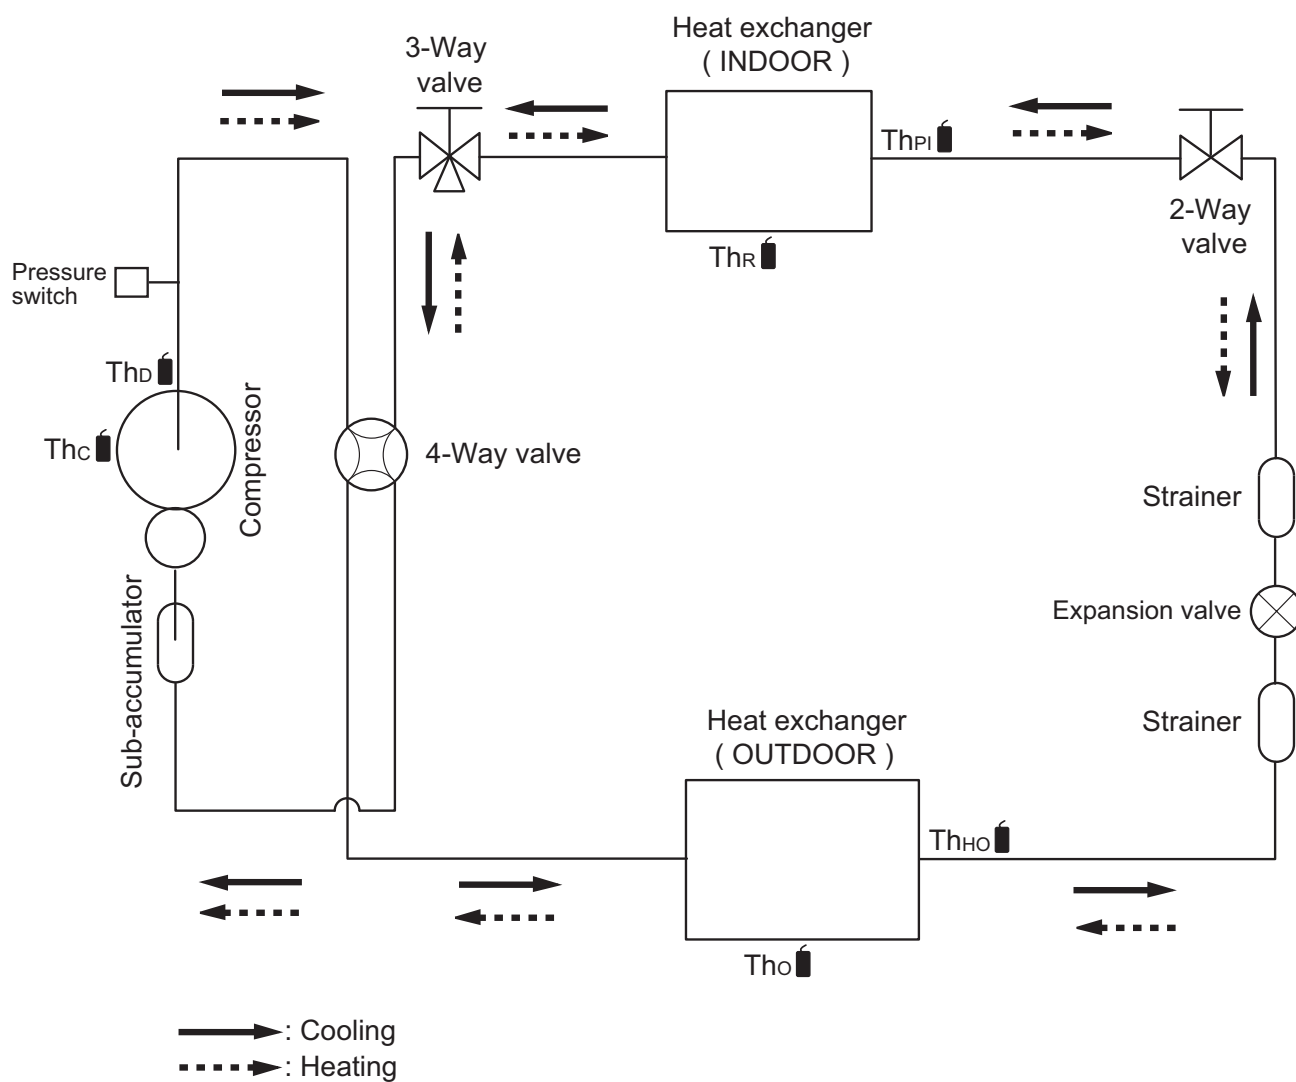 Heat exchanger
( INDOOR )
3-Way
valve
ThPI
ThR
2-Way
valve
Pressure
switch
ThD
ThC
Compressor
4-Way valve
Strainer
Expansion valve
Sub-accumulator
Strainer
Heat exchanger
( OUTDOOR )
ThHO
ThO
: Cooling
: Heating